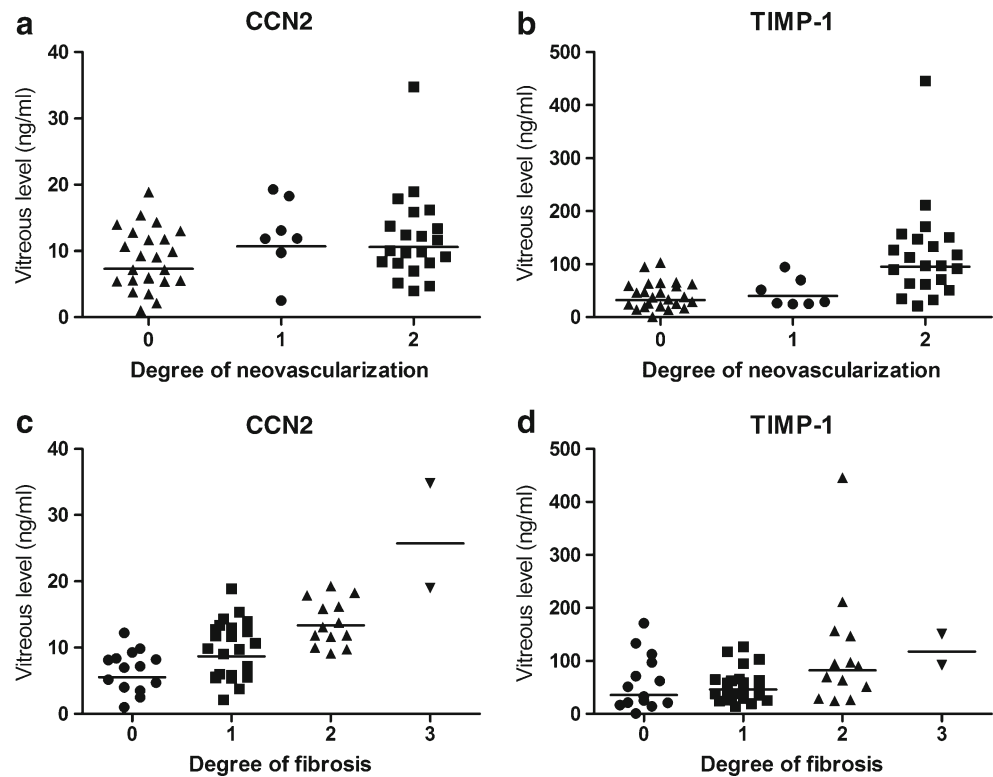 a
CCN2
Vitreous level (ng/ml)
40
30
20
10
0
0 1 2
Degree of neovascularization
b
TIMP-1
Vitreous level (ng/ml)
500
400
300
200
100
0
0 1 2
Degree of neovascularization
c
CCN2
Vitreous level (ng/ml)
40
30
20
10
0
0 1 2 3
Degree of fibrosis
d
TIMP-1
Vitreous level (ng/ml)
500
400
300
200
100
0
0 1 2 3
Degree of fibrosis